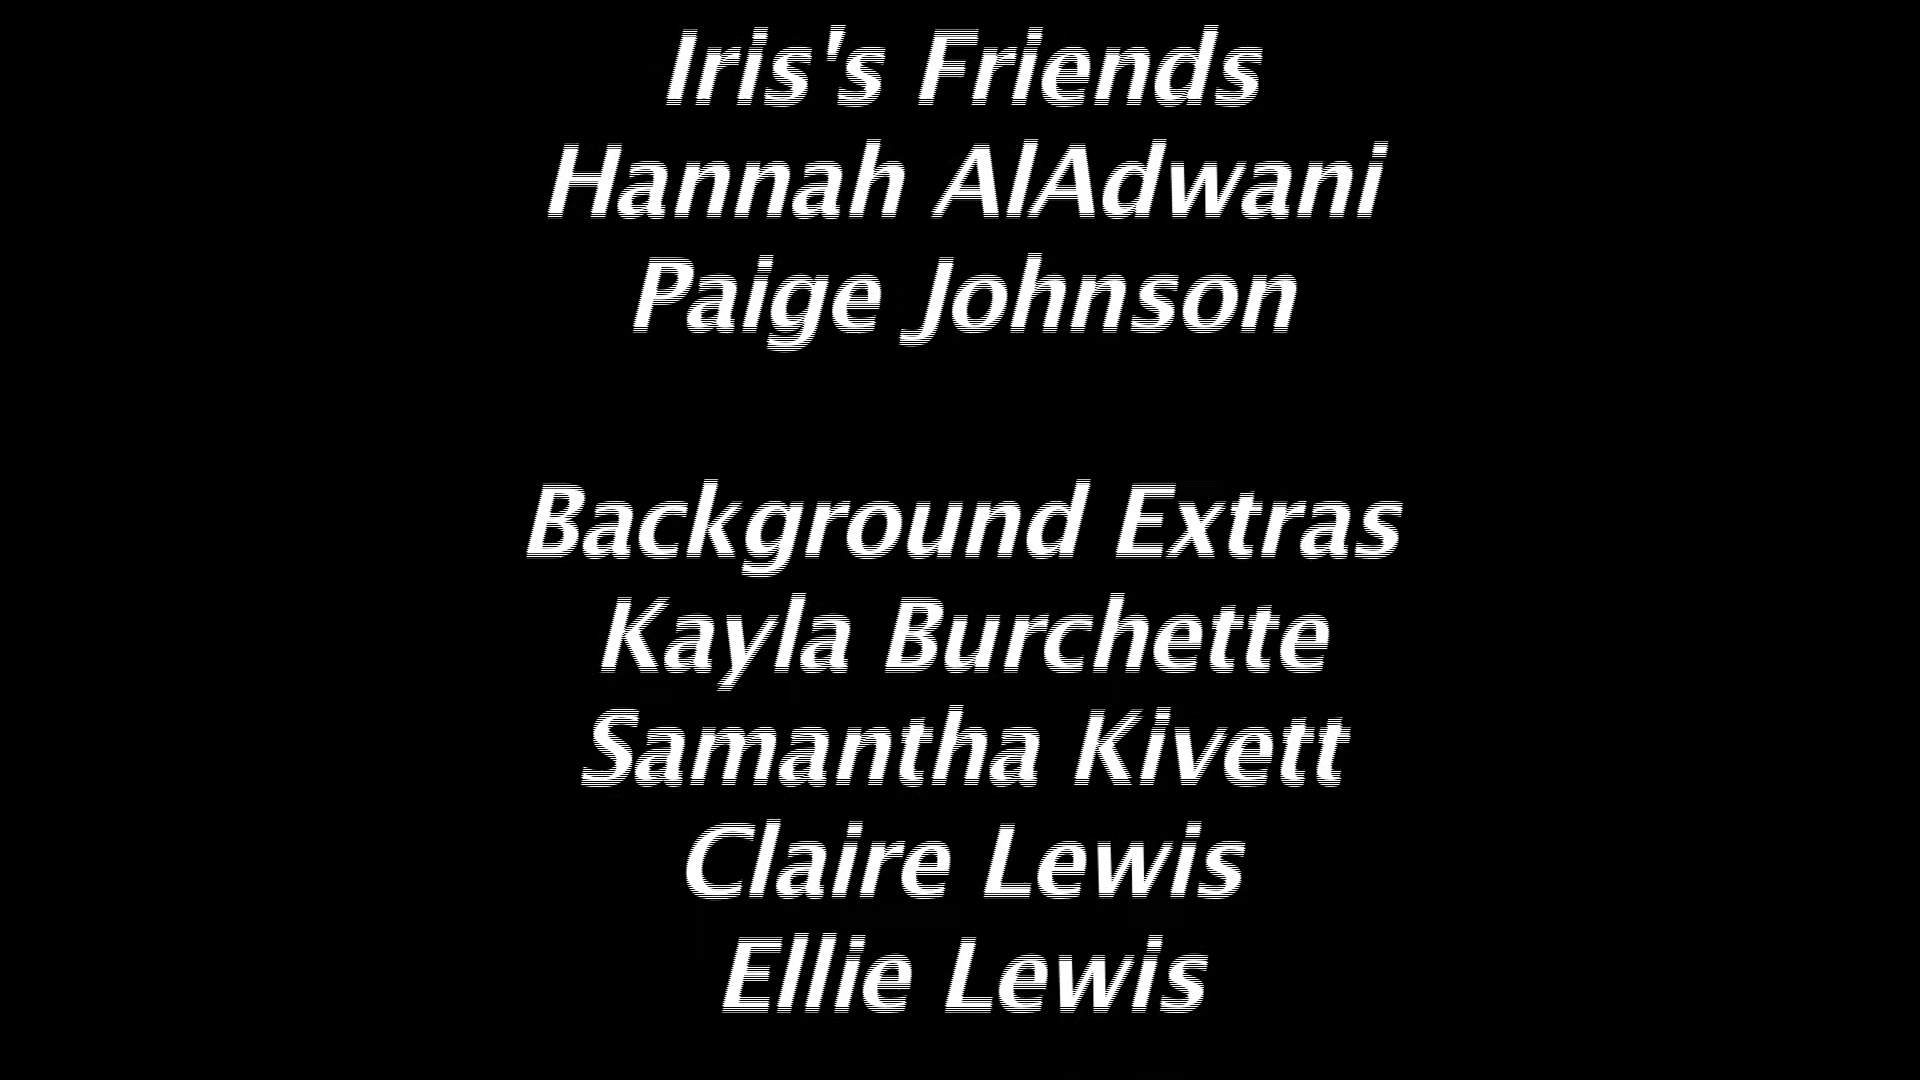 Iris's Friends
Hannah AlAdwani
Paige Johnson
Background Extras
Kayla Burchette
Samantha Kivett
Claire Lewis
Ellie Lewis